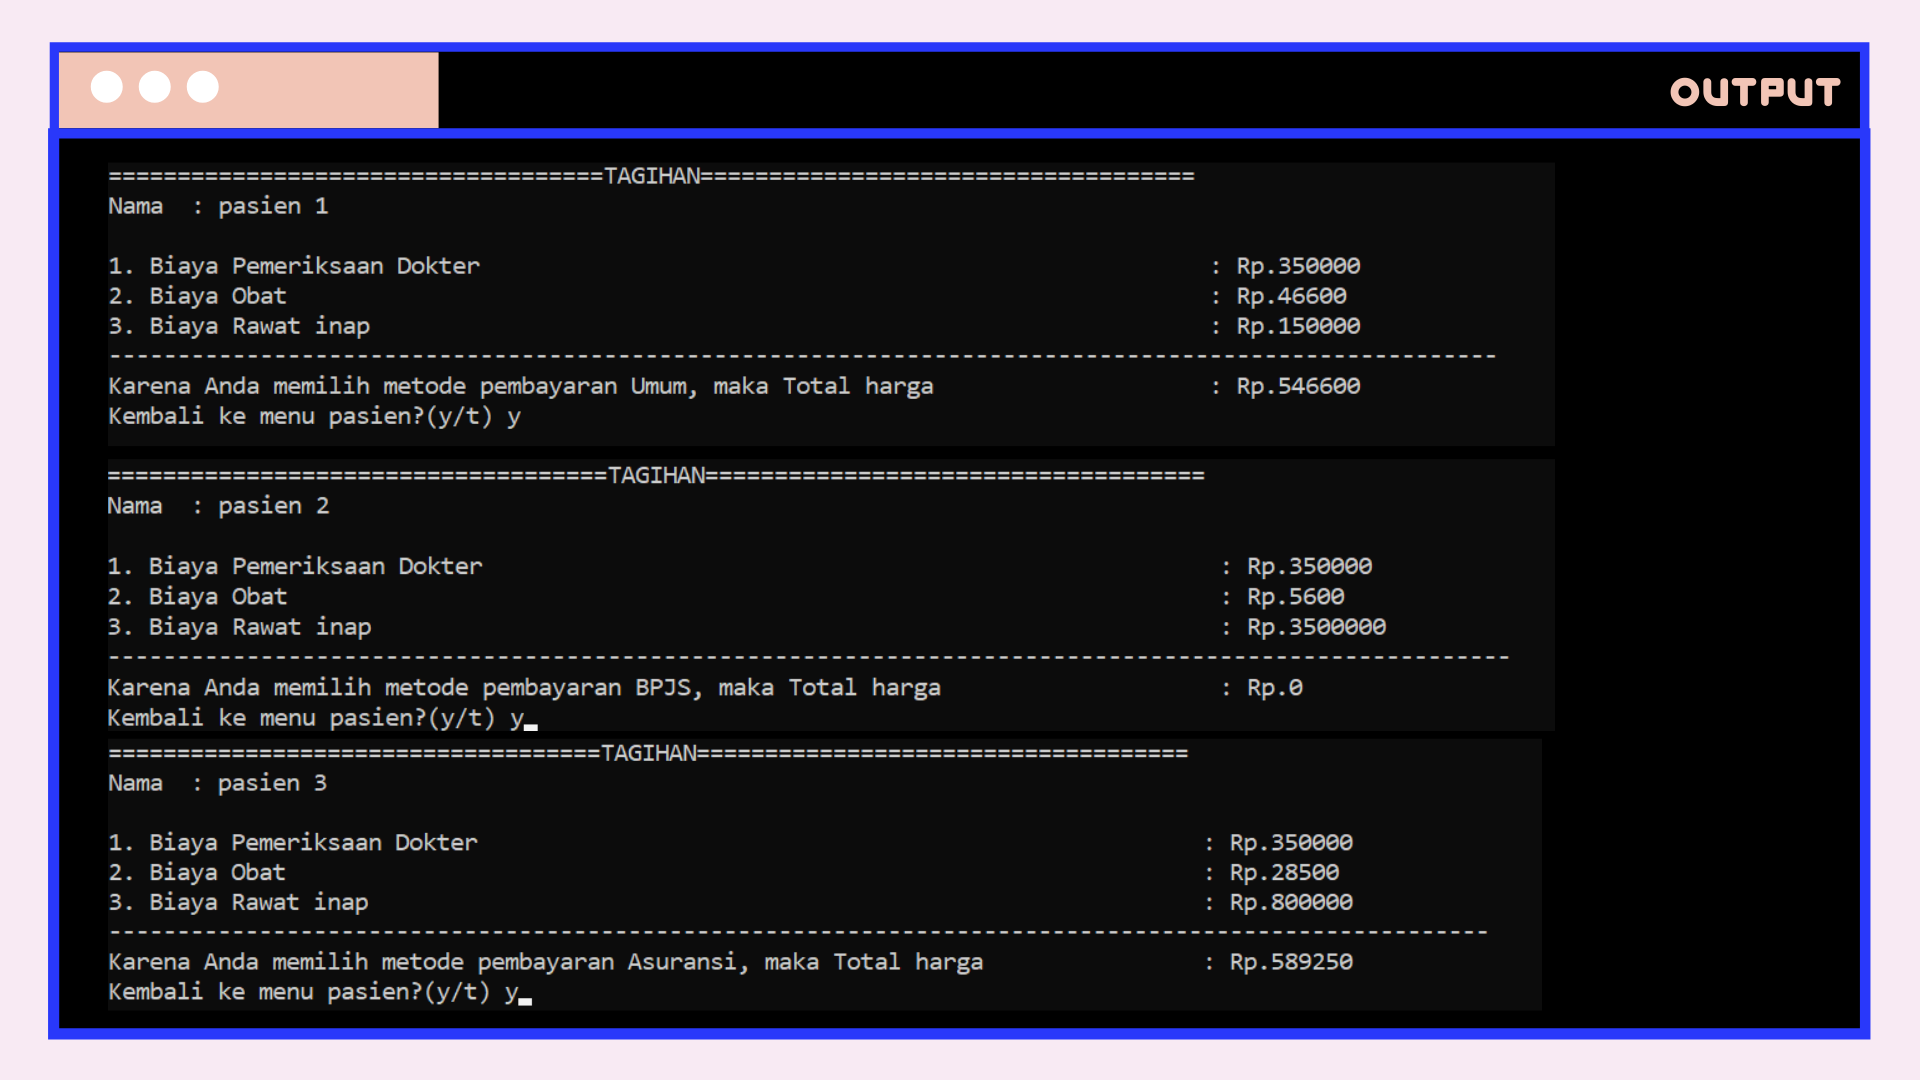 OUTPUT
====================================TAGIHAN====================================
Nama  : pasien 1
1. Biaya Pemeriksaan Dokter : Rp.350000
2. Biaya Obat : Rp.46600
3. Biaya Rawat inap : Rp.150000
-----------------------------------------------------------------------------------------------------
Karena Anda memilih metode pembayaran Umum, maka Total harga : Rp.546600
Kembali ke menu pasien?(y/t) y
====================================TAGIHAN====================================
Nama  : pasien 2
1. Biaya Pemeriksaan Dokter : Rp.350000
2. Biaya Obat : Rp.5600
3. Biaya Rawat inap : Rp.3500000
-----------------------------------------------------------------------------------------------------
Karena Anda memilih metode pembayaran BPJS, maka Total harga : Rp.0
Kembali ke menu pasien?(y/t) y_
====================================TAGIHAN====================================
Nama  : pasien 3
1. Biaya Pemeriksaan Dokter : Rp.350000
2. Biaya Obat : Rp.28500
3. Biaya Rawat inap : Rp.800000
-----------------------------------------------------------------------------------------------------
Karena Anda memilih metode pembayaran Asuransi, maka Total harga : Rp.589250
Kembali ke menu pasien?(y/t) y_